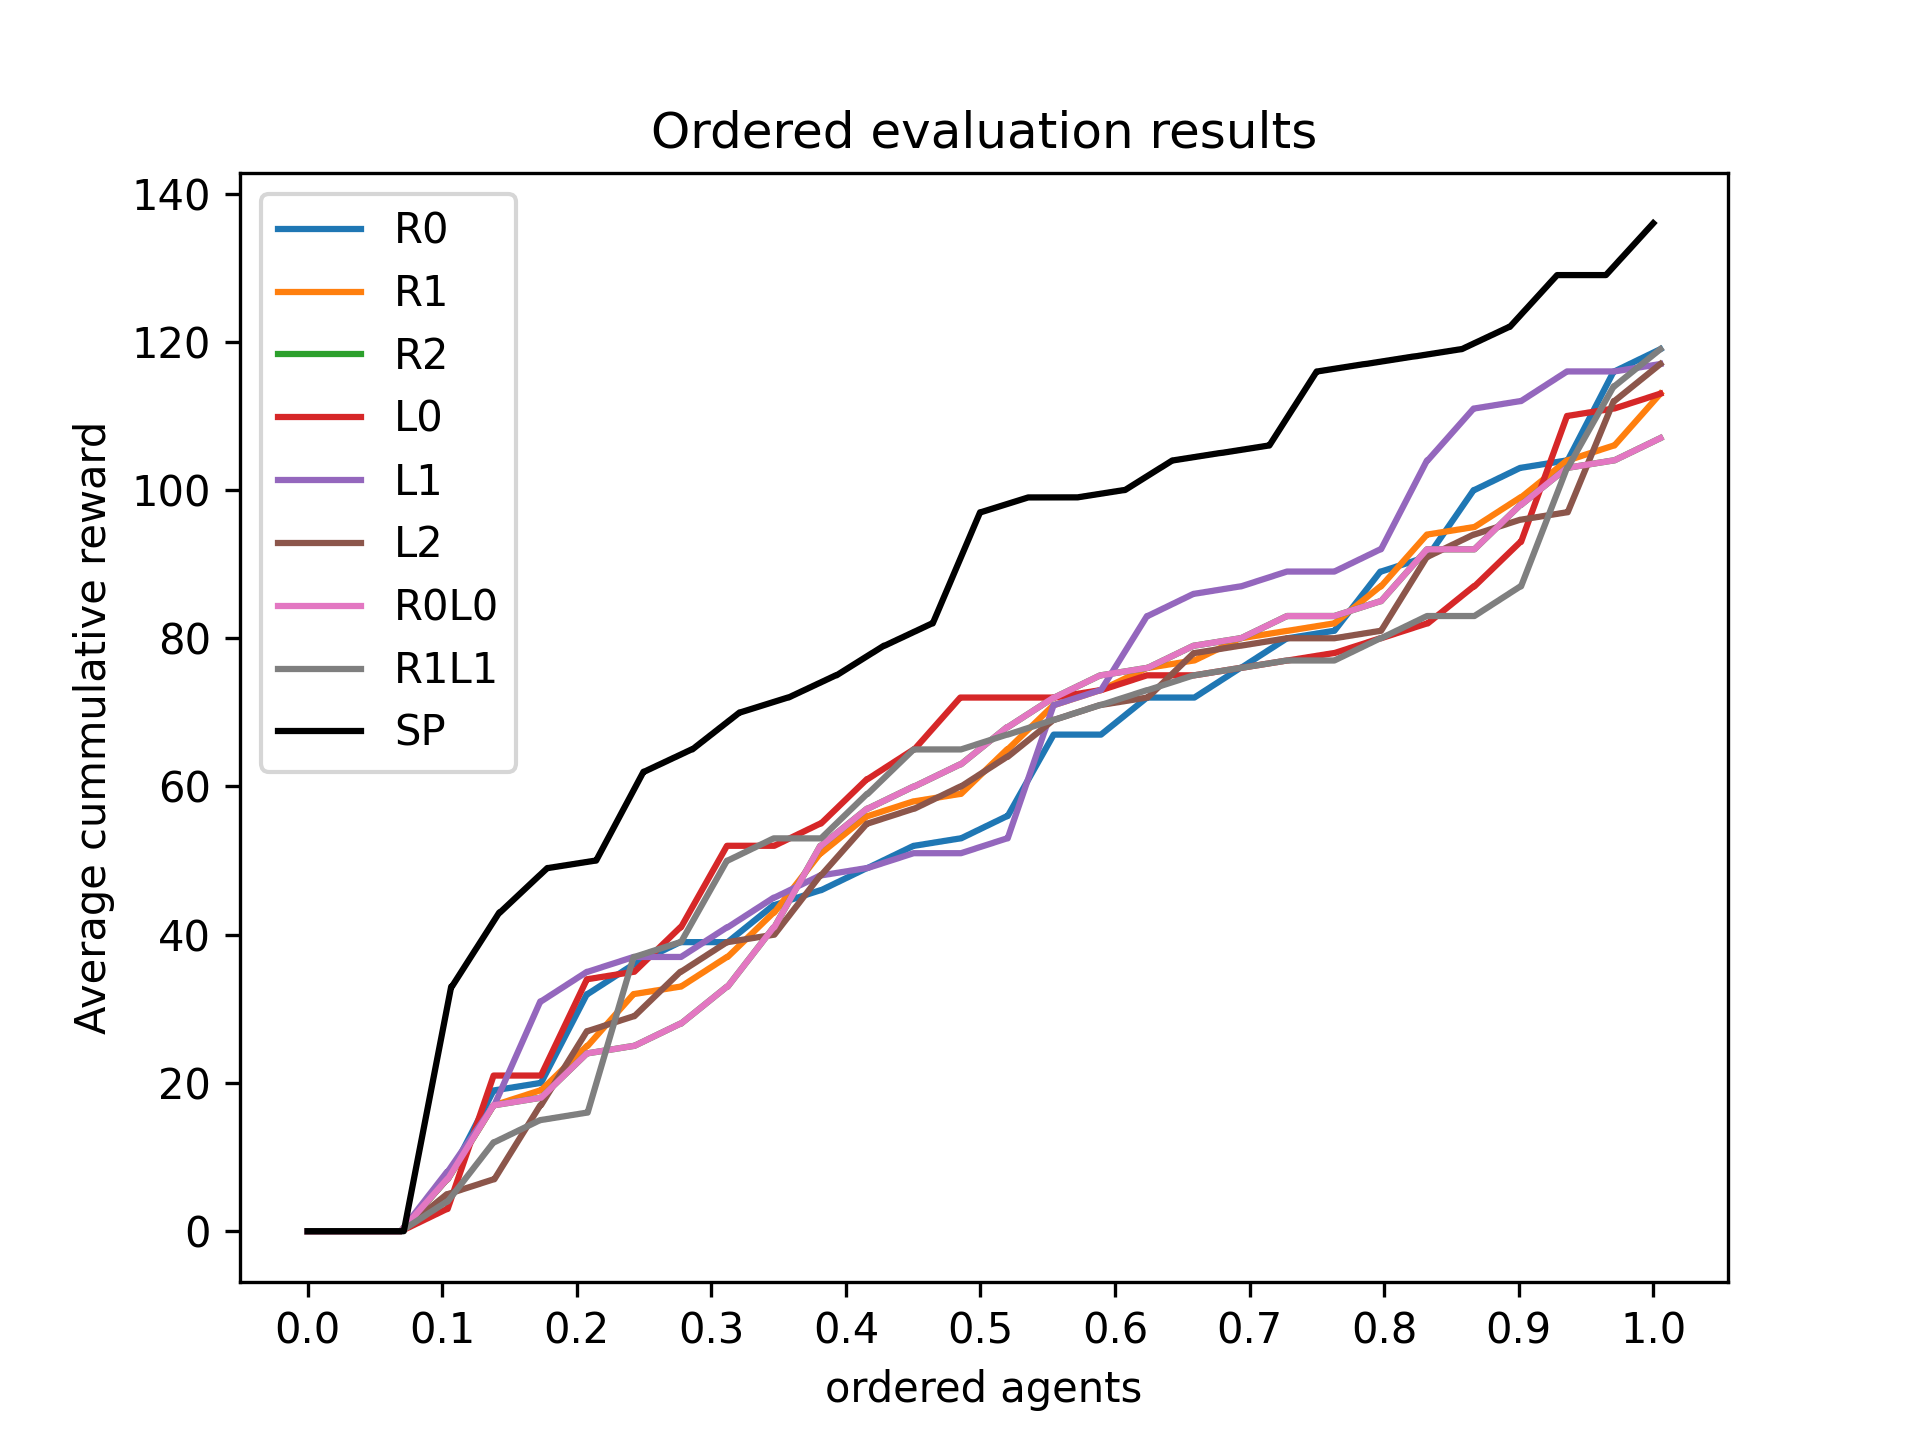 Ordered evaluation results
140
120
100
80
60
40
20
0
Average cummulative reward
R0
R1
R2
L0
L1
L2
R0L0
R1L1
SP
0.0 0.1 0.2 0.3 0.4 0.5 0.6 0.7 0.8 0.9 1.0
ordered agents